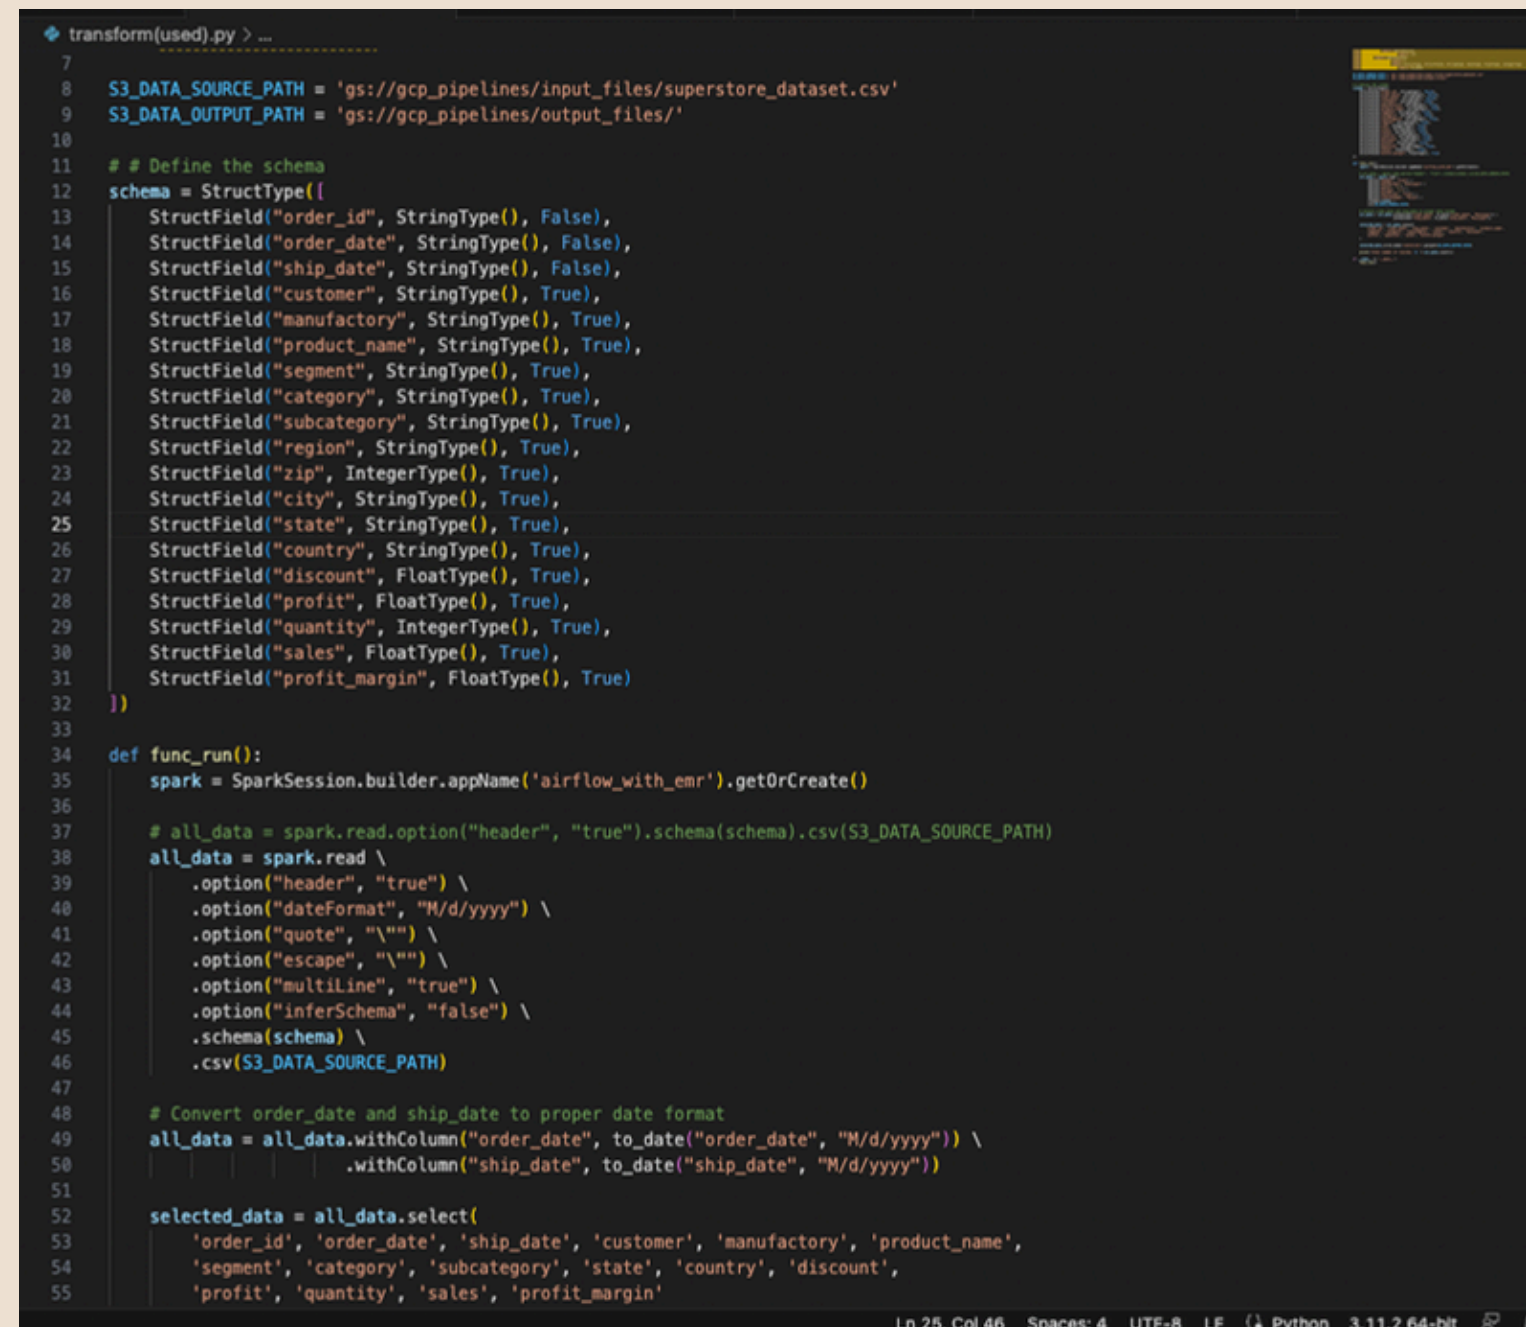 transform(used).py > ...
7
8 S3_DATA_SOURCE_PATH = 'gs://gcp_pipelines/input_files/superstore_dataset.csv'
9 S3_DATA_OUTPUT_PATH = 'gs://gcp_pipelines/output_files/'
10
11 # # Define the schema
12 schema = StructType([
13     StructField("order_id", StringType(), False),
14     StructField("order_date", StringType(), False),
15     StructField("ship_date", StringType(), False),
16     StructField("customer", StringType(), True),
17     StructField("manufactory", StringType(), True),
18     StructField("product_name", StringType(), True),
19     StructField("segment", StringType(), True),
20     StructField("category", StringType(), True),
21     StructField("subcategory", StringType(), True),
22     StructField("region", StringType(), True),
23     StructField("zip", IntegerType(), True),
24     StructField("city", StringType(), True),
25     StructField("state", StringType(), True),
26     StructField("country", StringType(), True),
27     StructField("discount", FloatType(), True),
28     StructField("profit", FloatType(), True),
29     StructField("quantity", IntegerType(), True),
30     StructField("sales", FloatType(), True),
31     StructField("profit_margin", FloatType(), True)
32 ])
33
34 def func_run():
35     spark = SparkSession.builder.appName('airflow_with_emr').getOrCreate()
36
37     # all_data = spark.read.option("header", "true").schema(schema).csv(S3_DATA_SOURCE_PATH)
38     all_data = spark.read \
39         .option("header", "true") \
40         .option("dateFormat", "M/d/yyyy") \
41         .option("quote", "\"") \
42         .option("escape", "\"") \
43         .option("multiLine", "true") \
44         .option("inferSchema", "false") \
45         .schema(schema) \
46         .csv(S3_DATA_SOURCE_PATH)
47
48     # Convert order_date and ship_date to proper date format
49     all_data = all_data.withColumn("order_date", to_date("order_date", "M/d/yyyy")) \
50                        .withColumn("ship_date", to_date("ship_date", "M/d/yyyy"))
51
52     selected_data = all_data.select(
53         'order_id', 'order_date', 'ship_date', 'customer', 'manufactory', 'product_name',
54         'segment', 'category', 'subcategory', 'state', 'country', 'discount',
55         'profit', 'quantity', 'sales', 'profit_margin'
Ln 25, Col 46 Spaces: 4 UTF-8 LF Python 3.11.2 64-bit